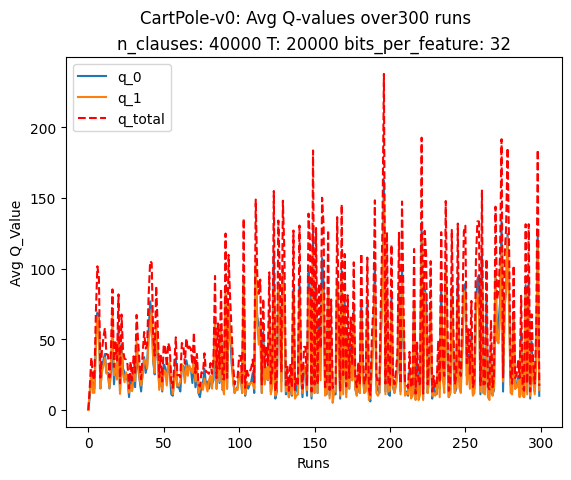 CartPole-v0: Avg Q-values over300 runs
n_clauses: 40000 T: 20000 bits_per_feature: 32
q_0
q_1
q_total
200
150
100
50
0
Avg Q_Value
0
50
100
150
200
250
300
Runs